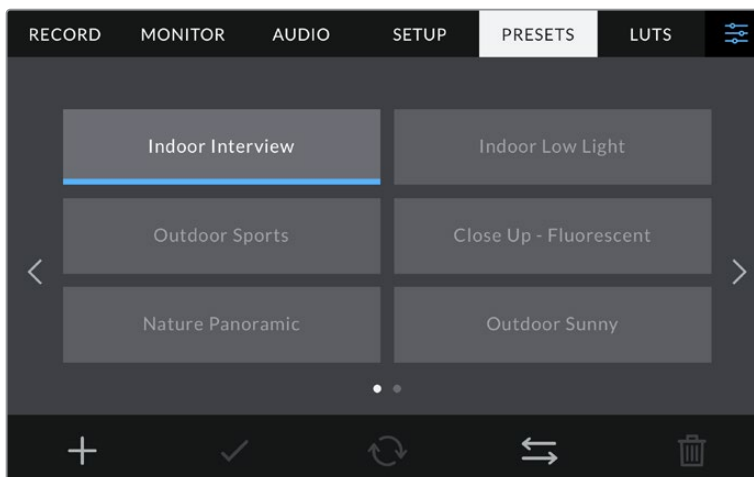 RECORD MONITOR AUDIO SETUP PRESETS LUTS
Indoor Interview Indoor Low Light
Outdoor Sports Close Up - Fluorescent
Nature Panoramic Outdoor Sunny